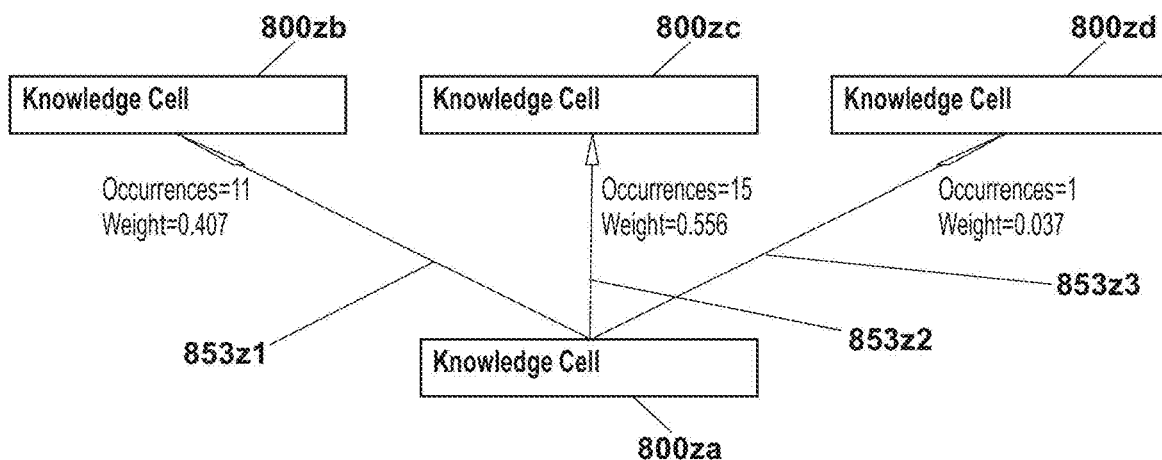 800zb
800zc
800zd
Knowledge Cell
Knowledge Cell
Knowledge Cell
Occurrences=11
Weight=0.407
Occurrences=15
Weight=0.556
Occurrences=1
Weight=0.037
853z3
853z2
853z1
Knowledge Cell
800za